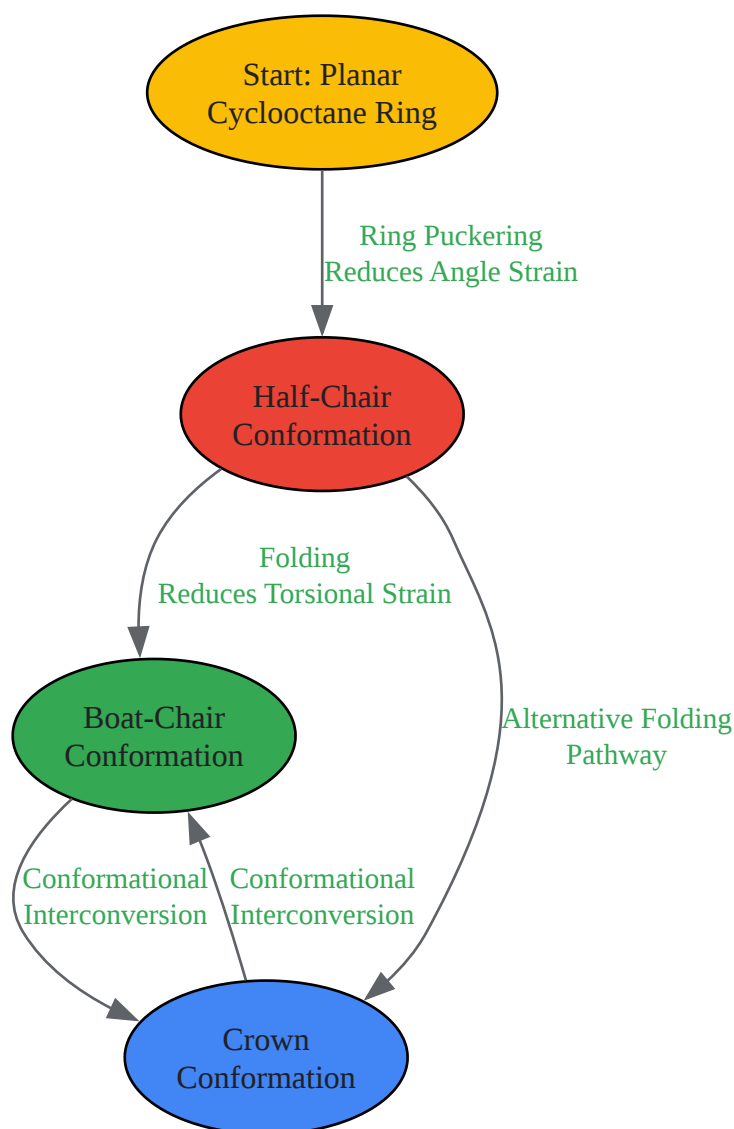 Start: Planar
Cyclooctane Ring
Ring Puckering
Reduces Angle Strain
Half-Chair
Conformation
Folding
Reduces Torsional Strain
Boat-Chair
Conformation
Alternative Folding
Pathway
Conformational
Interconversion
Conformational
Interconversion
Crown
Conformation